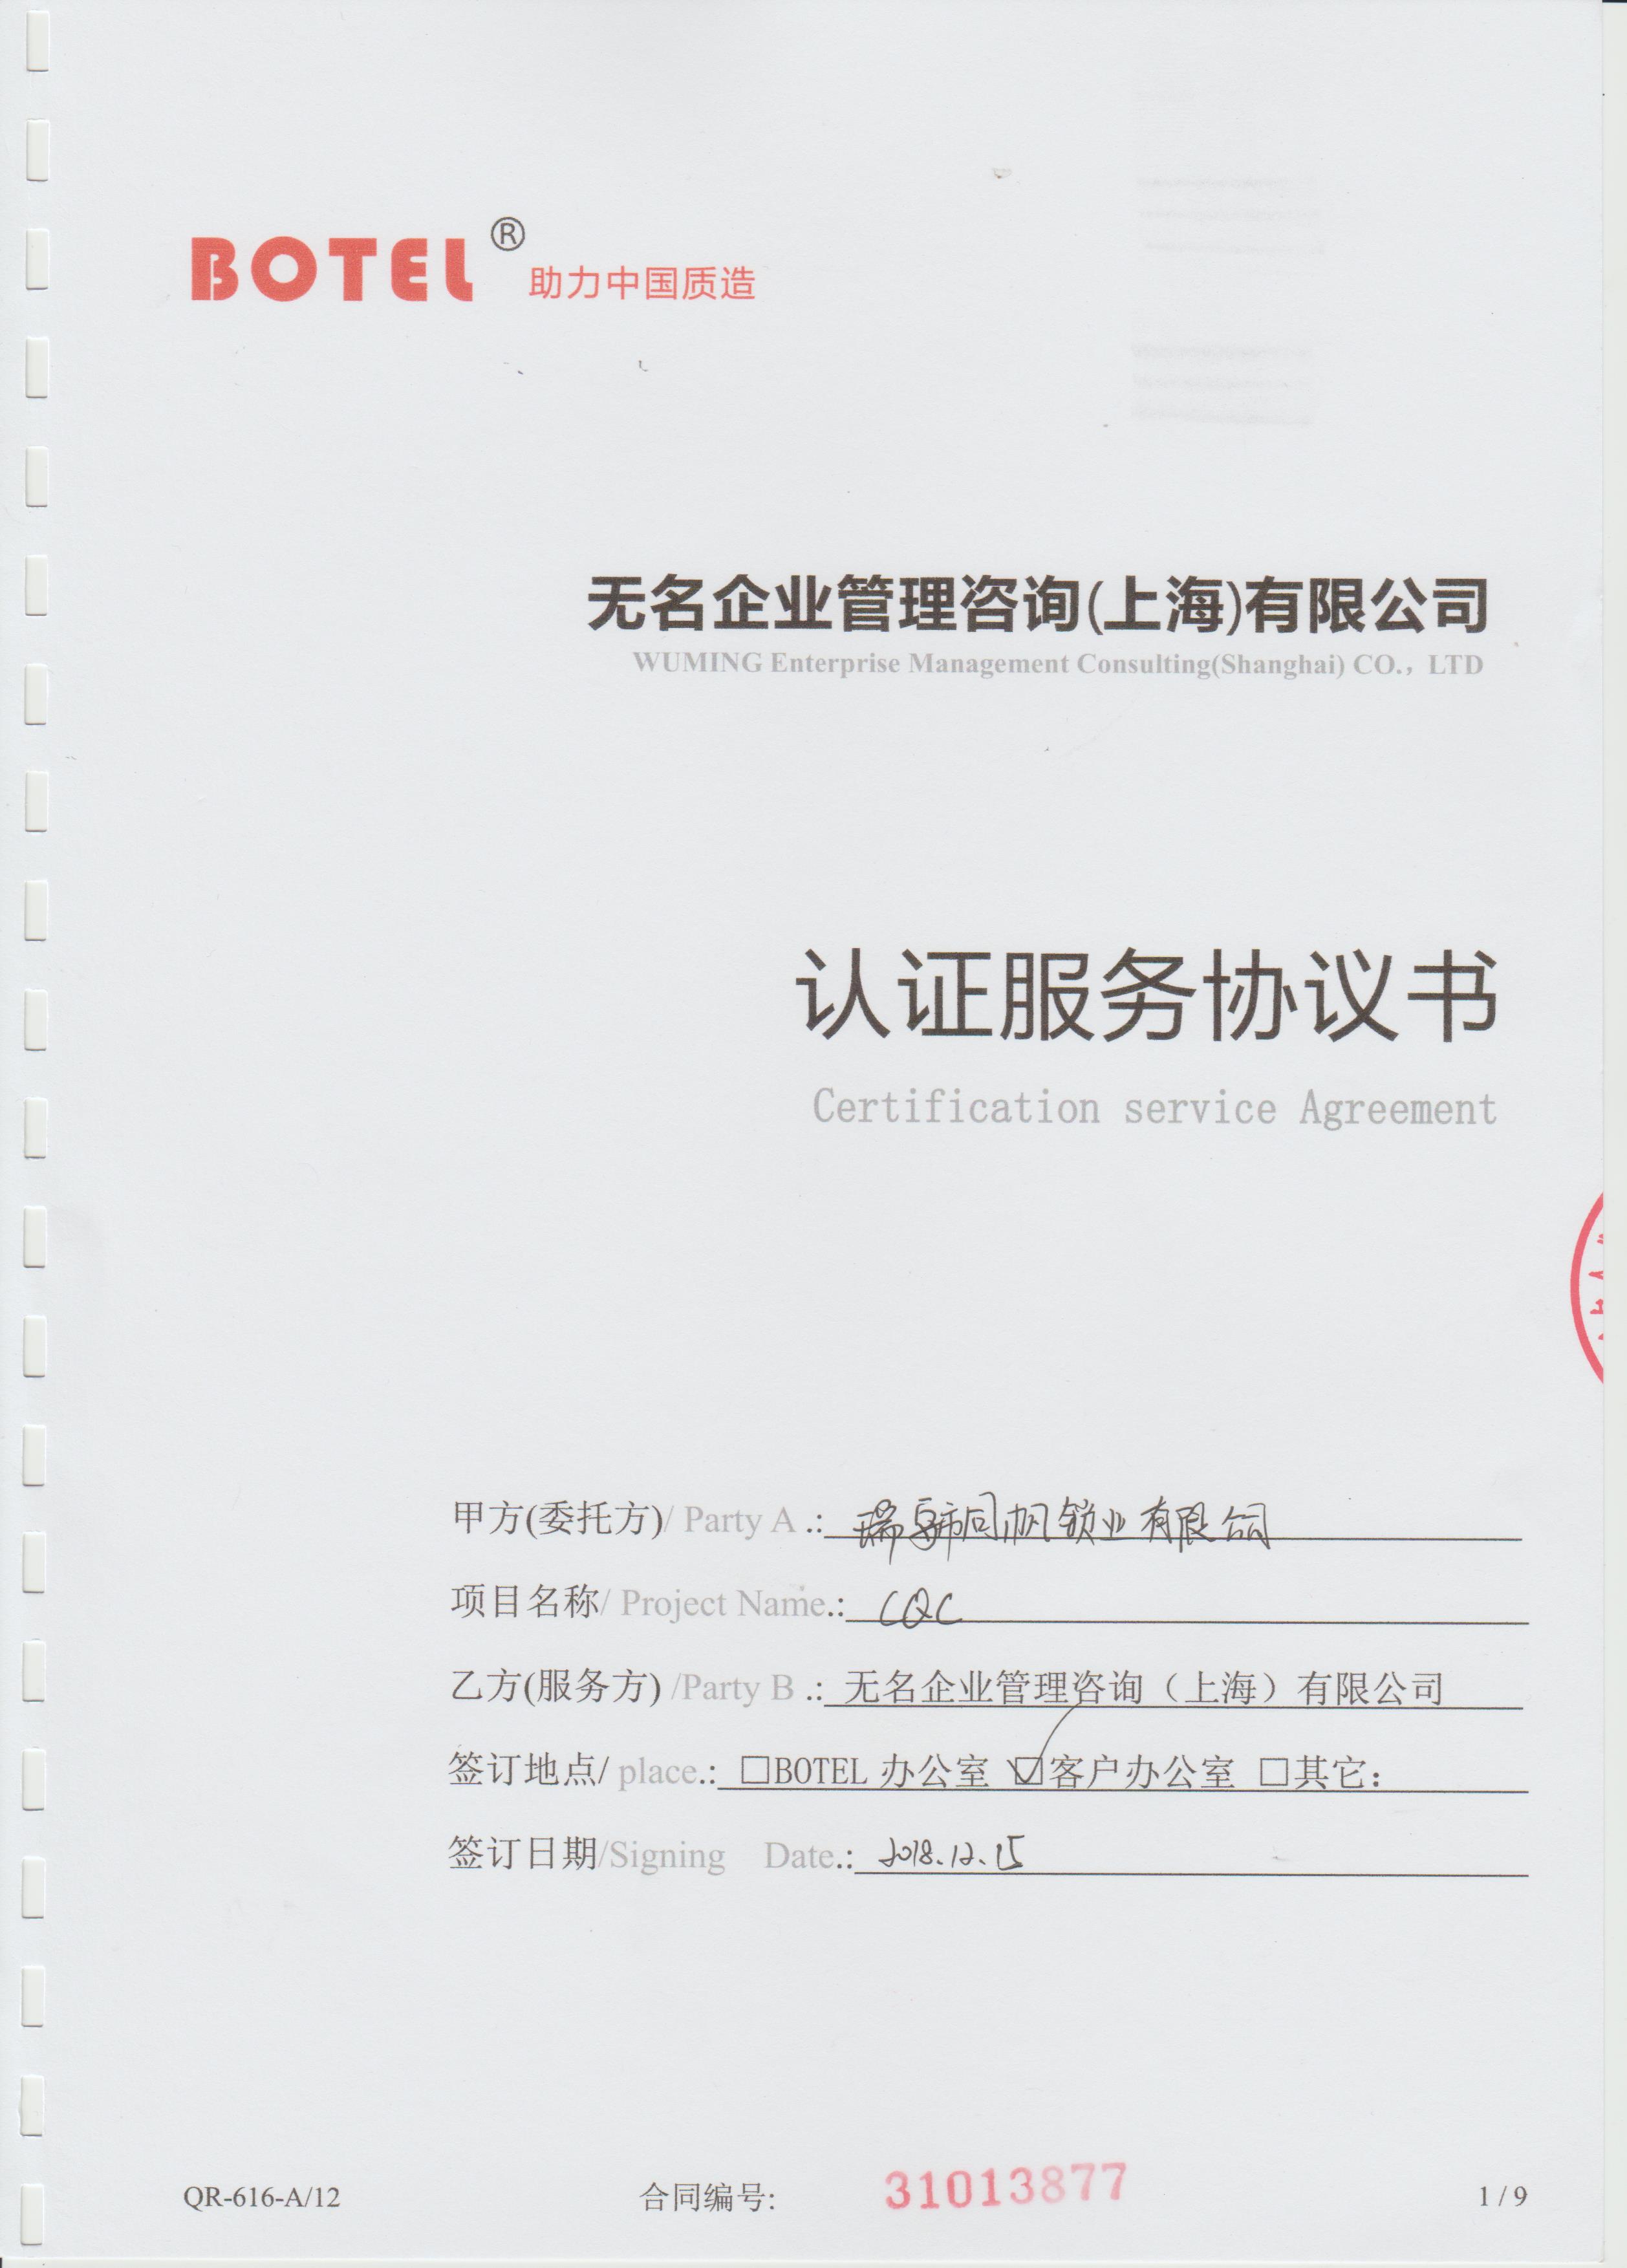 BOTEL® 助力中国质造
无名企业管理咨询(上海)有限公司
WUMING Enterprise Management Consulting(Shanghai) CO.，LTD
认证服务协议书
Certification service Agreement
甲方(委托方)/ Party A .: 瑞安市同帆锁业有限公司
项目名称/ Project Name.: CQC
乙方(服务方) /Party B .: 无名企业管理咨询（上海）有限公司
签订地点/ place.: □BOTEL 办公室 ☑客户办公室 □其它：
签订日期/Signing Date.: 2018.12.15
QR-616-A/12 合同编号: 31013877 1 / 9